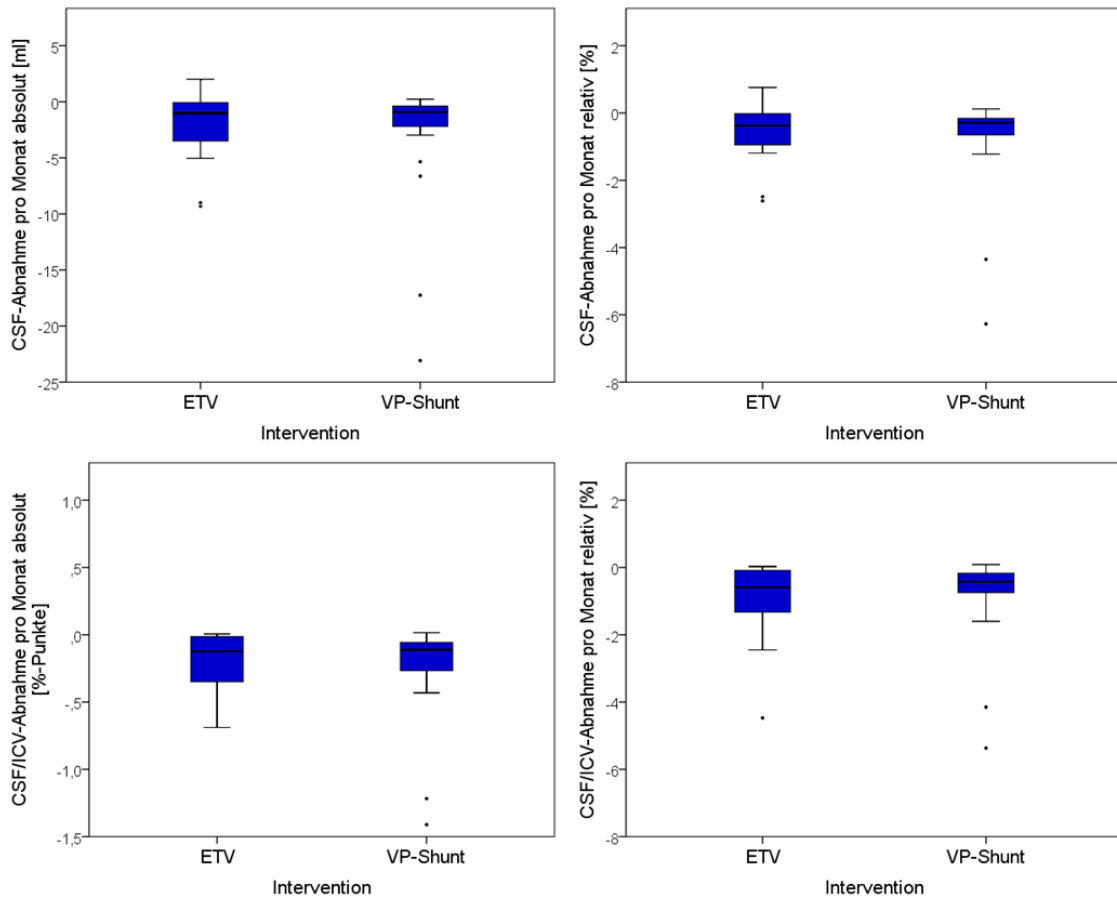 CSF-Abnahme pro Monat absolut [ml]
5
0
-5
-10
-15
-20
-25
ETV
VP-Shunt
Intervention
CSF-Abnahme pro Monat relativ [%]
2
0
-2
-4
-6
-8
ETV
VP-Shunt
Intervention
CSF/ICV-Abnahme pro Monat absolut
[%-Punkte]
1,0
,5
,0
-,5
-1,0
-1,5
ETV
VP-Shunt
Intervention
CSF/ICV-Abnahme pro Monat relativ [%]
2
0
-2
-4
-6
-8
ETV
VP-Shunt
Intervention